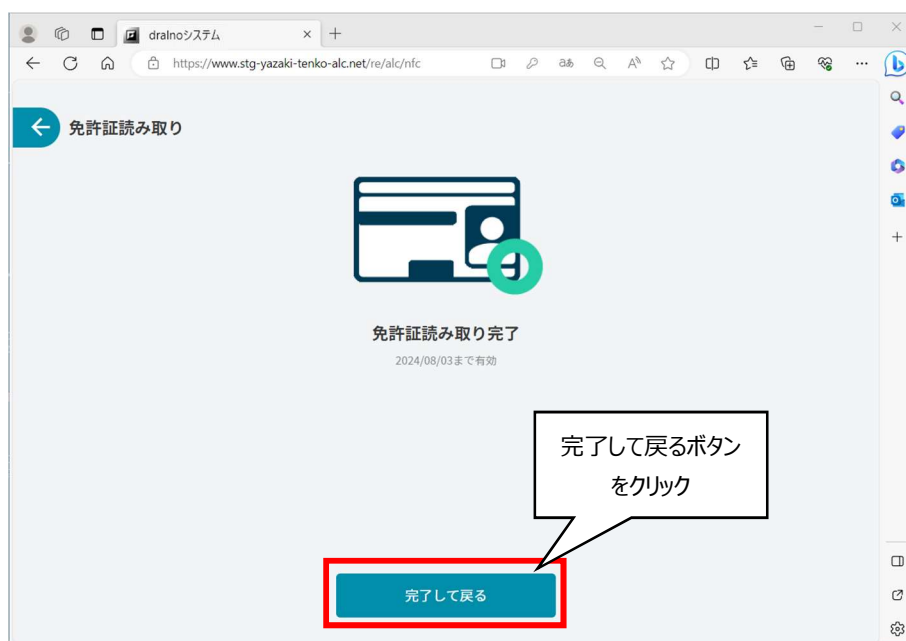 dralnoシステム
https://www.stg-yazaki-tenko-alc.net/re/alc/nfc
免許証読み取り
免許証読み取り完了
2024/08/03まで有効
完了して戻るボタン
をクリック
完了して戻る